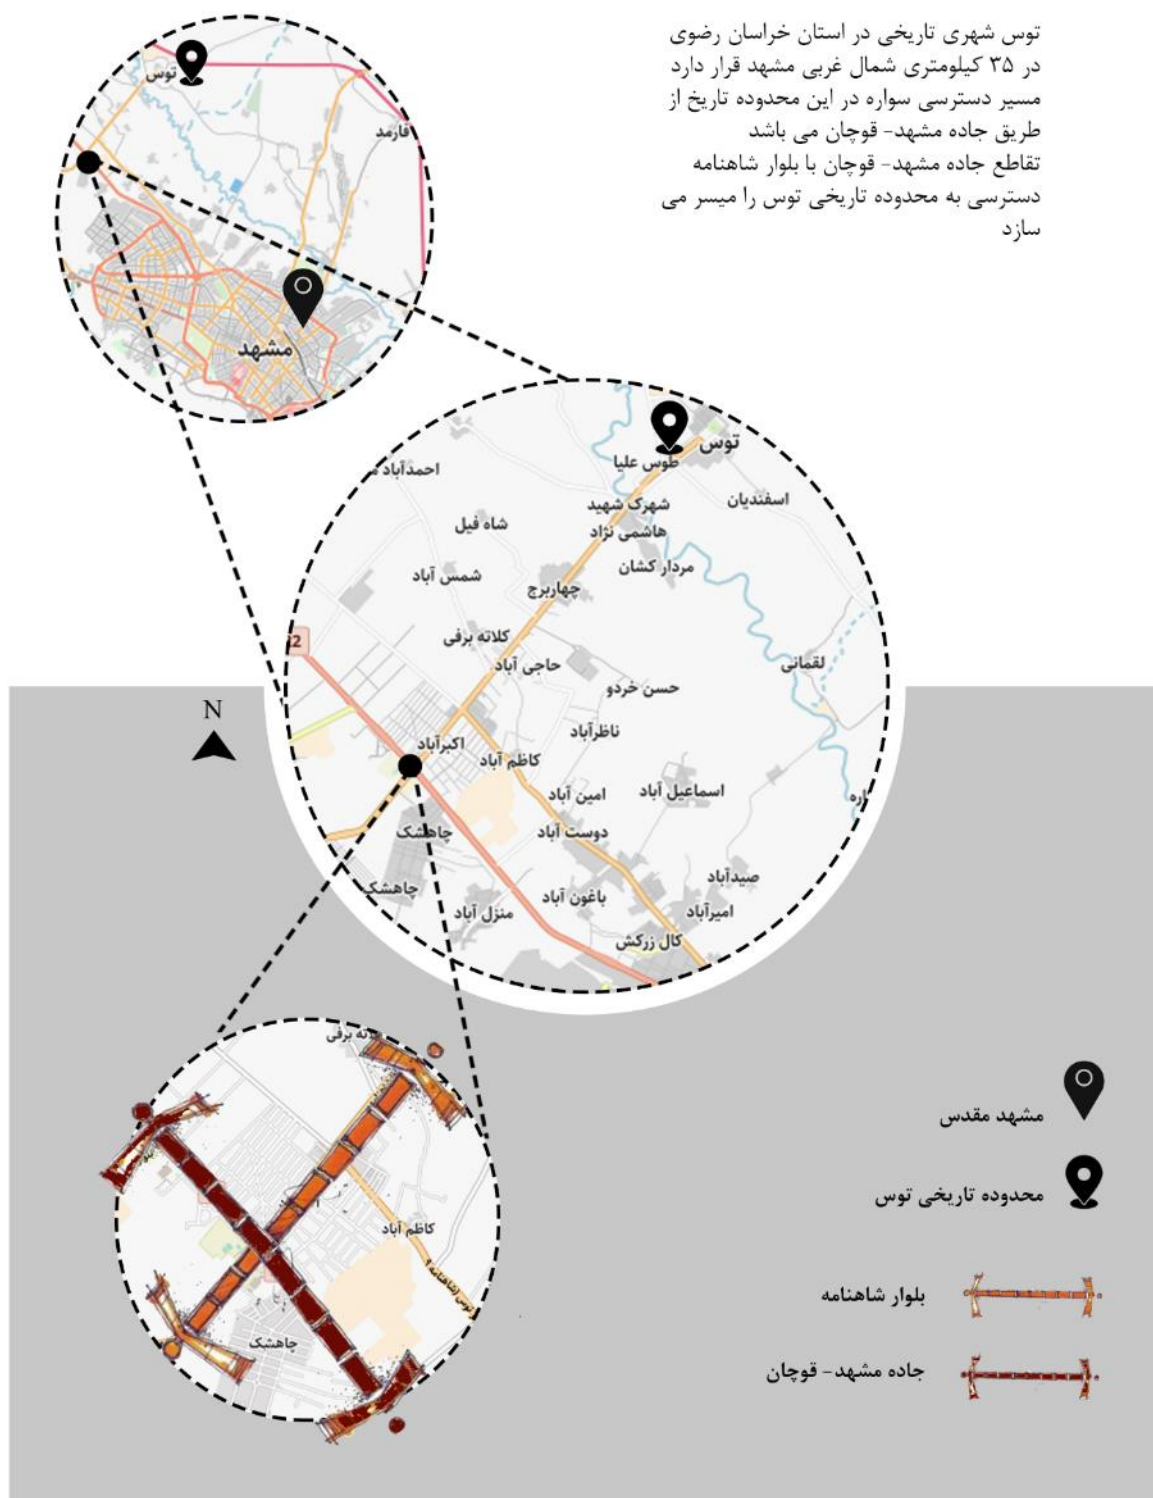 توس شهری تاریخی در استان خراسان رضوی
در ۳۵ کیلومتری شمال غربی مشهد قرار دارد
مسیر دسترسی سواره در این محدوده تاریخ از
طریق جاده مشهد- قوچان می باشد
تقاطع جاده مشهد- قوچان با بلوار شاهنامه
دسترسی به محدوده تاریخی توس را میسر می
سازد
توس
فارمد
مشهد
توس
طوس علیا
احمدآباد
اسفندیان
شهرک شهید
هاشمی نژاد
شاه فیل
مردار کشان
شمس آباد
چهاربرج
کلاته برفی
حاجی آباد
لقمانی
حسن خردو
ناظرآباد
اکبرآباد
کاظم آباد
امین آباد
اسماعیل آباد
دوست آباد
چاهشک
صیدآباد
چاهشک
باغون آباد
منزل آباد
امیرآباد
کال زرکش
N
برفی
کاظم آباد
توس (شاهنامه
چاهشک
مشهد مقدس
محدوده تاریخی توس
بلوار شاهنامه
جاده مشهد- قوچان